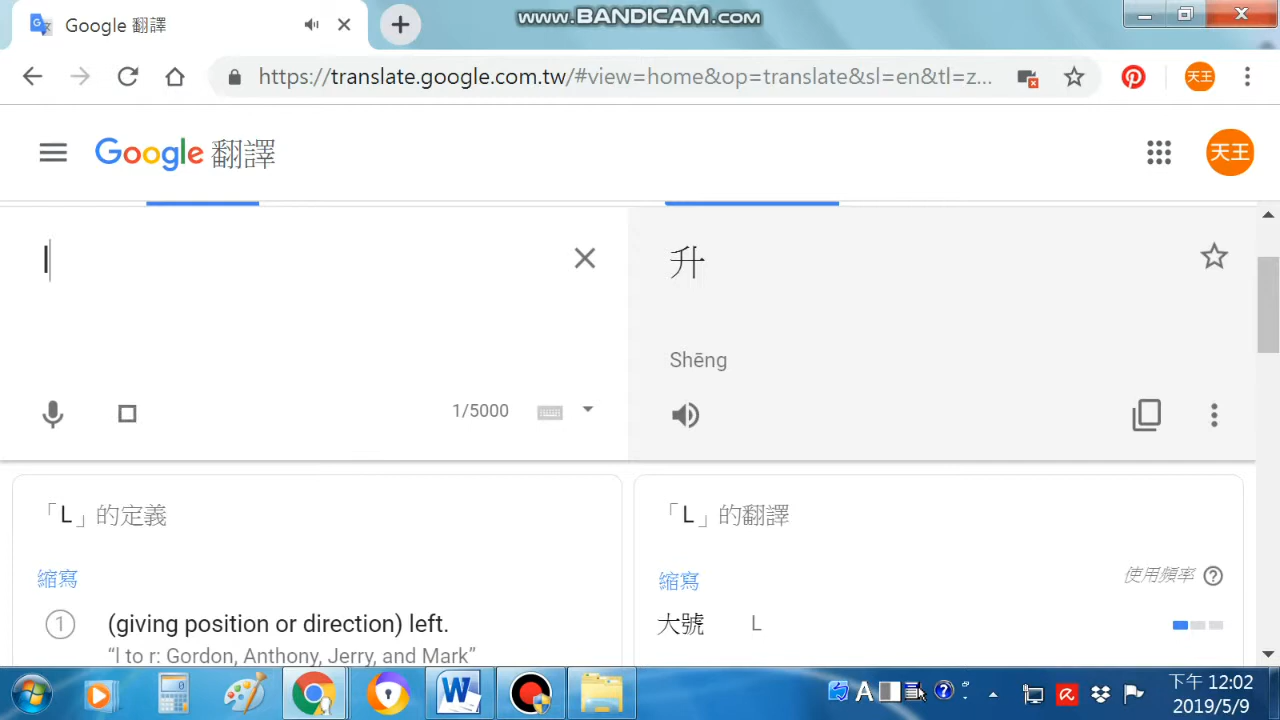 Google 翻譯
www.BANDICAM.com
https://translate.google.com.tw/#view=home&op=translate&sl=en&tl=z...
天王
Google 翻譯
天王
l
升
Shēng
1/5000
「L」的定義
「L」的翻譯
縮寫
縮寫
使用頻率
1
(giving position or direction) left.
大號
L
“l to r: Gordon, Anthony, Jerry, and Mark”
下午 12:02
2019/5/9